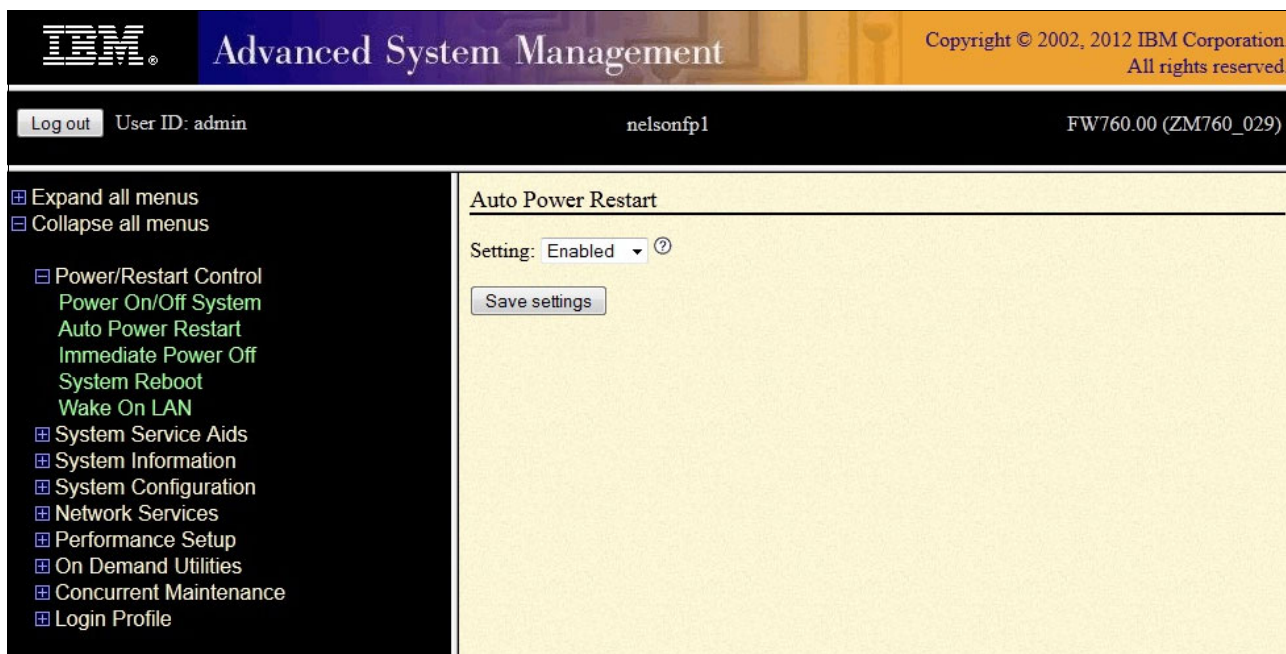 IBM®
Advanced System Management
Copyright © 2002, 2012 IBM Corporation.
All rights reserved.
Log out
User ID: admin
nelsonfp1
FW760.00 (ZM760_029)
Expand all menus
Collapse all menus
Power/Restart Control
Power On/Off System
Auto Power Restart
Immediate Power Off
System Reboot
Wake On LAN
System Service Aids
System Information
System Configuration
Network Services
Performance Setup
On Demand Utilities
Concurrent Maintenance
Login Profile
Auto Power Restart
Setting: Enabled ?
Save settings